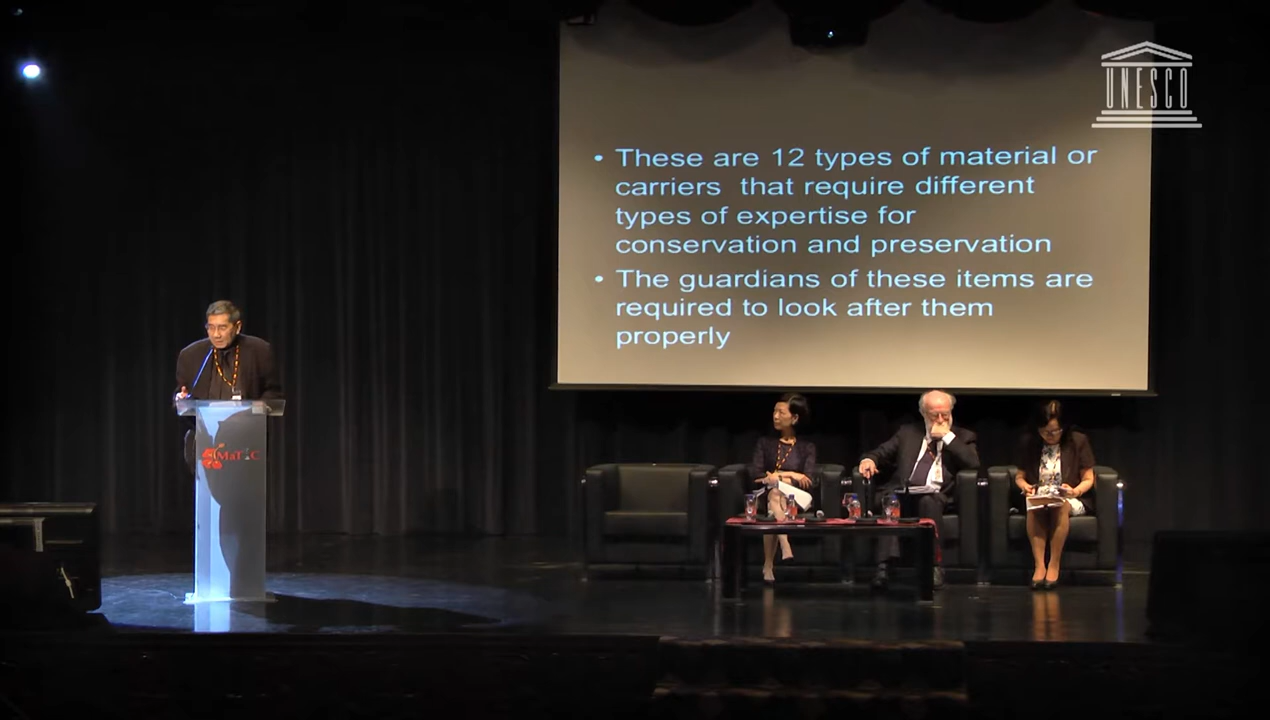 UNESCO
• These are 12 types of material or
carriers that require different
types of expertise for
conservation and preservation
• The guardians of these items are
required to look after them
properly
MaTiC